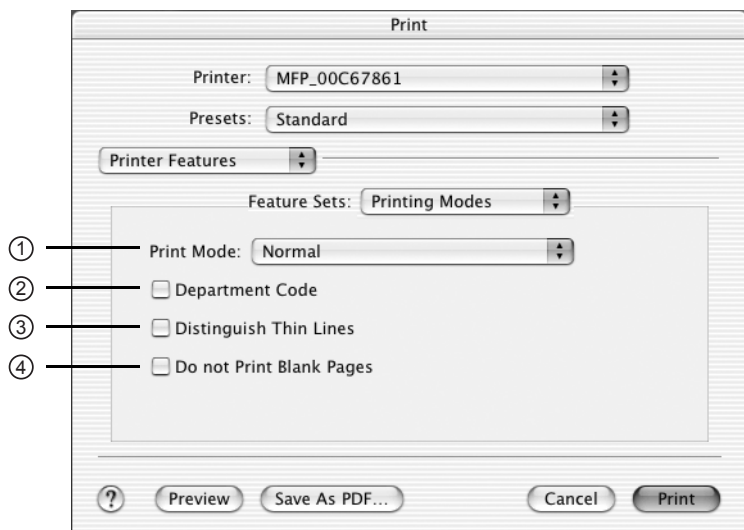 Print
Printer: MFP_00C67861
Presets: Standard
Printer Features
Feature Sets: Printing Modes
① Print Mode: Normal
② Department Code
③ Distinguish Thin Lines
④ Do not Print Blank Pages
? Preview Save As PDF... Cancel Print